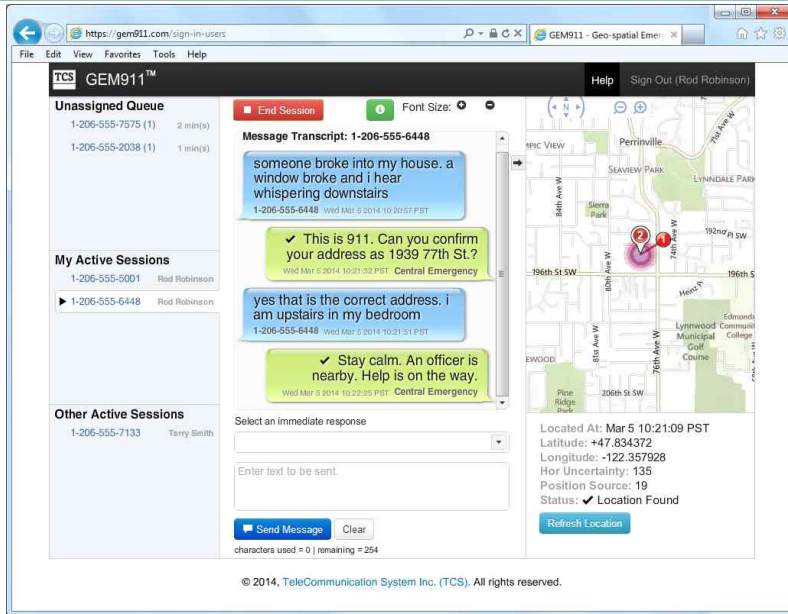 https://gem911.com/sign-in-users
GEM911 - Geo-spatial Emer
File Edit View Favorites Tools Help
TCS GEM911™
Help Sign Out (Rod Robinson)
Unassigned Queue
1-206-555-7575 (1) 2 min(s)
1-206-555-2038 (1) 1 min(s)
My Active Sessions
1-206-555-5001 Rod Robinson
1-206-555-6448 Rod Robinson
Other Active Sessions
1-206-555-7133 Terry Smith
End Session
Font Size:
Message Transcript: 1-206-555-6448
someone broke into my house. a
window broke and i hear
whispering downstairs
1-206-555-6448 Wed Mar 5 2014 10:20:57 PST
✔ This is 911. Can you confirm
your address as 1939 77th St.?
Wed Mar 5 2014 10:21:32 PST Central Emergency
yes that is the correct address. i
am upstairs in my bedroom
1-206-555-6448 Wed Mar 5 2014 10:21:51 PST
✔ Stay calm. An officer is
nearby. Help is on the way.
Wed Mar 5 2014 10:22:25 PST Central Emergency
Select an immediate response
Enter text to be sent.
Send Message Clear
characters used = 0 | remaining = 254
N
MPIC VIEW
Perrinville
71st Ave W
SEAVIEW PARK
LYNNDALE PARK
84th Ave W
Sierra
Park
2
1
74th Ave W
192nd Pl SW
196th St SW
80th Ave W
196th S
Heinz Pl
Edmond
Lynnwood Communit
Municipal College
Golf
Course
EWOOD
81st Ave W
76th Ave W
Pine
Ridge
Park
206th St SW
Located At: Mar 5 10:21:09 PST
Latitude: +47.834372
Longitude: -122.357928
Hor Uncertainty: 135
Position Source: 19
Status: ✔ Location Found
Refresh Location
© 2014, TeleCommunication System Inc. (TCS). All rights reserved.